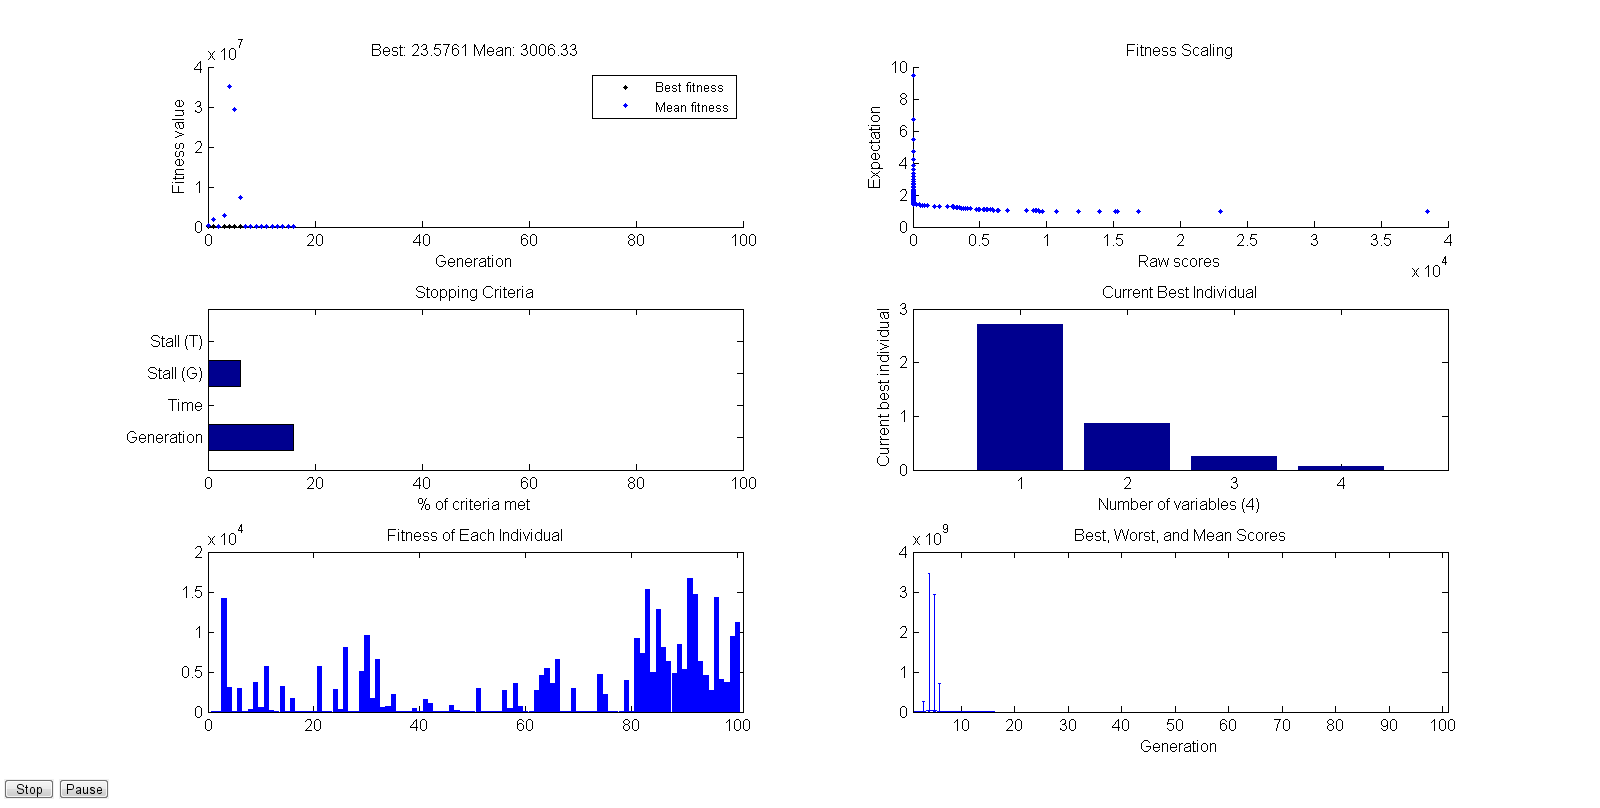 Best: 23.5761 Mean: 3006.33
x 10^7
4
3
2
1
0
Fitness value
Best fitness
Mean fitness
0 20 40 60 80 100
Generation
Fitness Scaling
10
8
6
4
2
0
Expectation
0 0.5 1 1.5 2 2.5 3 3.5 4
Raw scores
x 10^4
Stopping Criteria
Stall (T)
Stall (G)
Time
Generation
0 20 40 60 80 100
% of criteria met
Current Best Individual
3
2
1
0
Current best individual
1 2 3 4
Number of variables (4)
Fitness of Each Individual
x 10^4
2
1.5
1
0.5
0
0 20 40 60 80 100
Best, Worst, and Mean Scores
x 10^9
4
3
2
1
0
10 20 30 40 50 60 70 80 90 100
Generation
Stop Pause